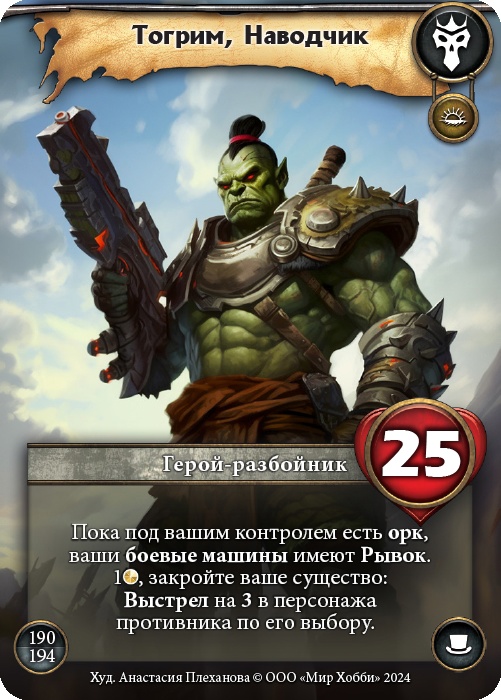 Тогрим, Наводчик
Герой-разбойник
25
Пока под вашим контролем есть орк,
ваши боевые машины имеют Рывок.
1, закройте ваше существо:
Выстрел на 3 в персонажа
противника по его выбору.
190
194
Худ. Анастасия Плеханова © ООО «Мир Хобби» 2024